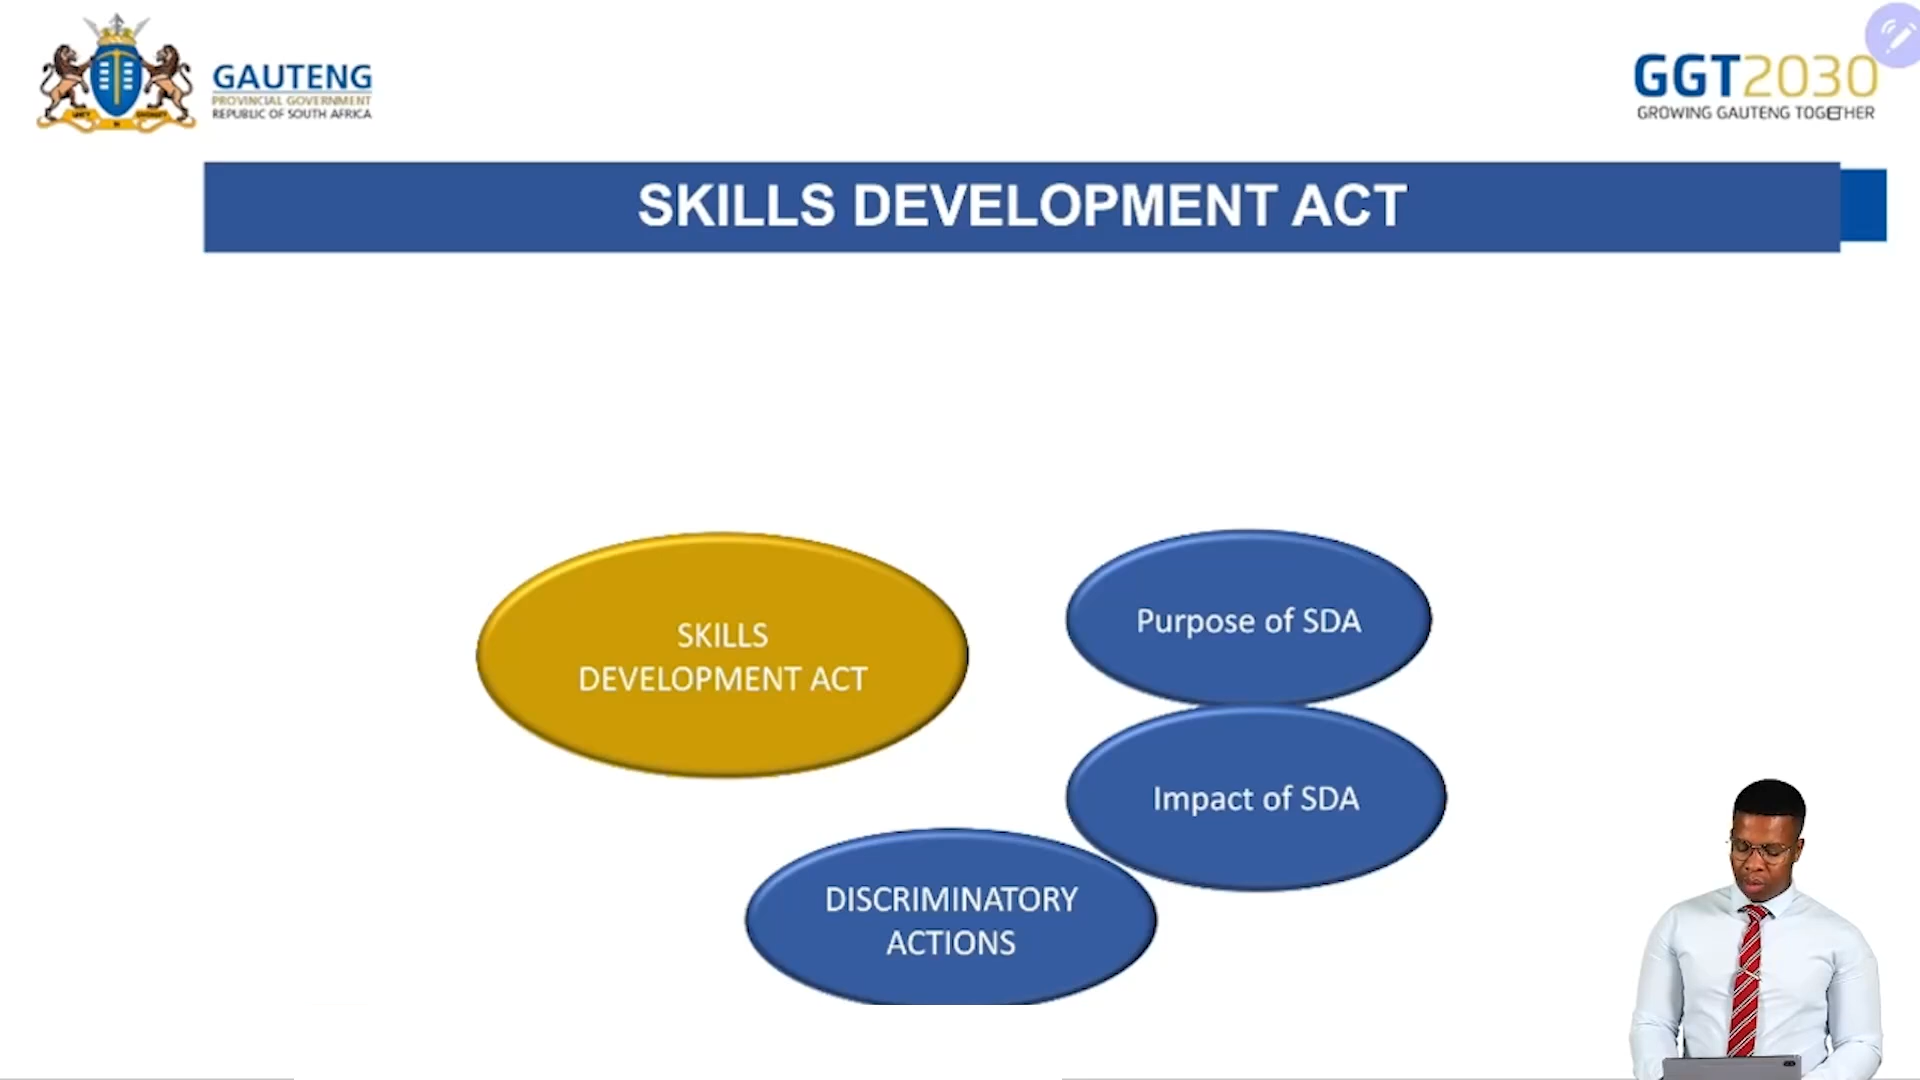 GAUTENG
PROVINCIAL GOVERNMENT
REPUBLIC OF SOUTH AFRICA
GGT2030
GROWING GAUTENG TOGETHER
SKILLS DEVELOPMENT ACT
SKILLS
DEVELOPMENT ACT
Purpose of SDA
Impact of SDA
DISCRIMINATORY
ACTIONS